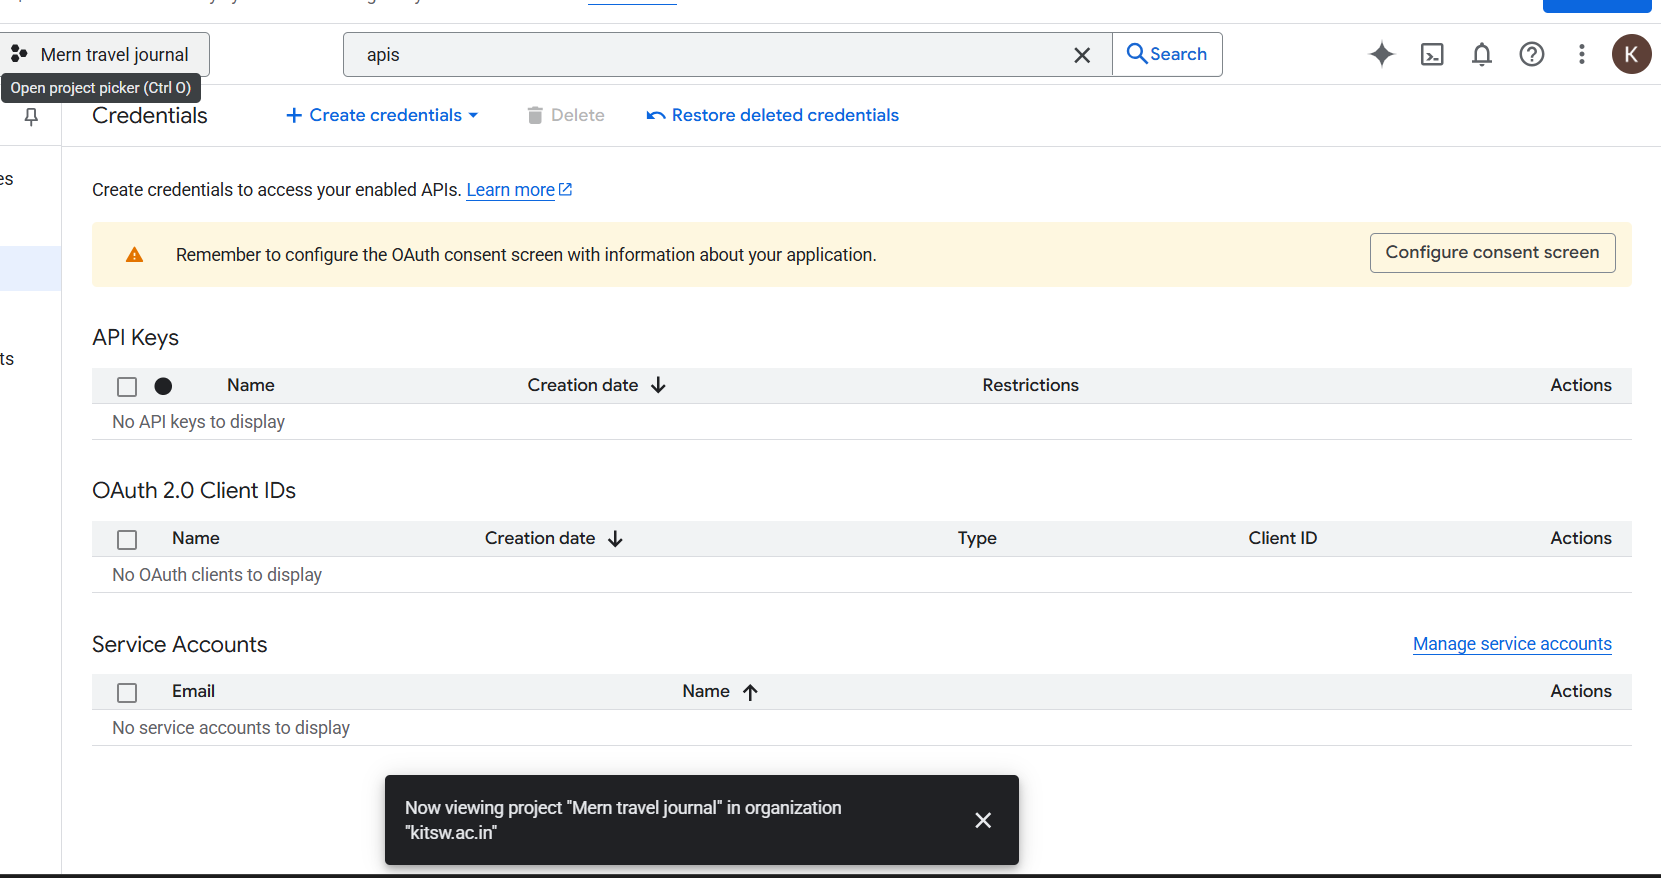 Mern travel journal
apis
Search
K
Open project picker (Ctrl O)
Credentials
Create credentials
Delete
Restore deleted credentials
es
Create credentials to access your enabled APIs. Learn more
Remember to configure the OAuth consent screen with information about your application.
Configure consent screen
ts
API Keys
Name Creation date Restrictions Actions
No API keys to display
OAuth 2.0 Client IDs
Name Creation date Type Client ID Actions
No OAuth clients to display
Service Accounts
Manage service accounts
Email Name Actions
No service accounts to display
Now viewing project "Mern travel journal" in organization
"kitsw.ac.in"